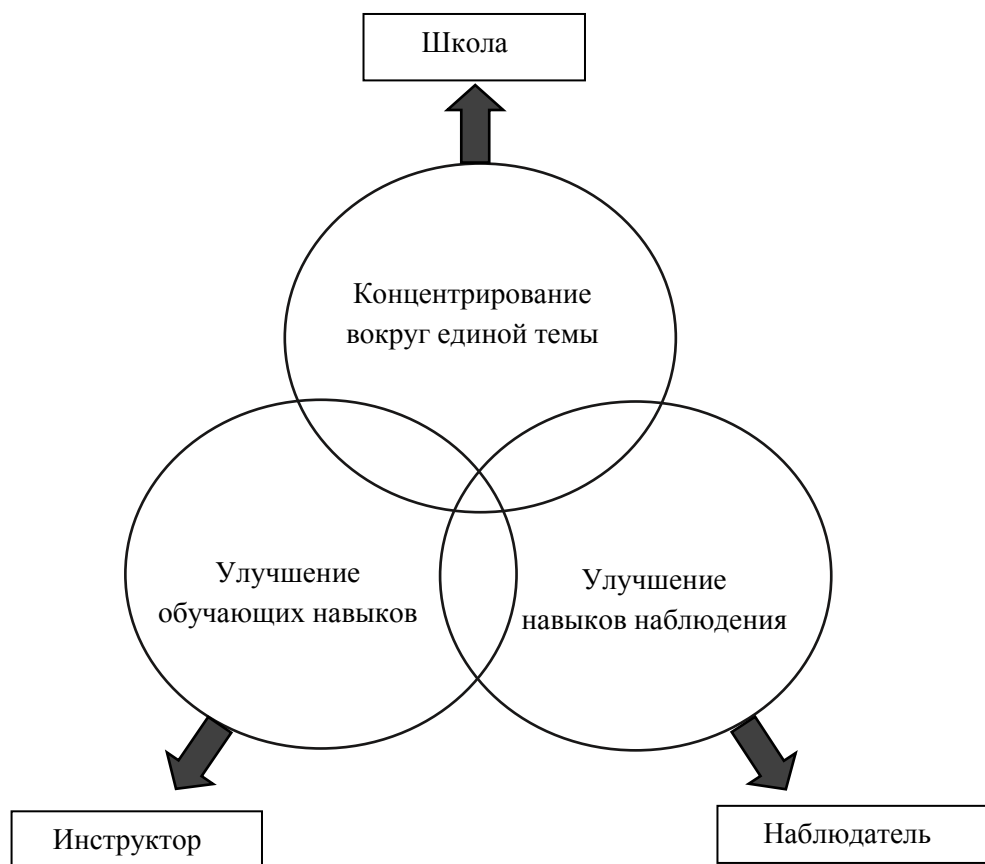 Школа
Концентрирование
вокруг единой темы
Улучшение
обучающих навыков
Улучшение
навыков наблюдения
Инструктор
Наблюдатель